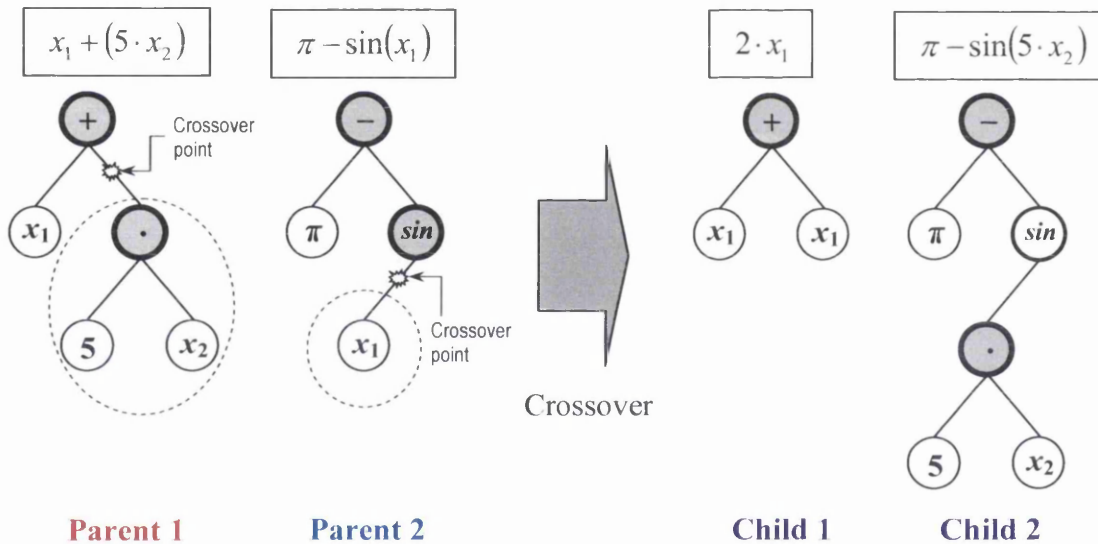 x₁ + (5 · x₂)
π − sin(x₁)
2 · x₁
π − sin(5 · x₂)
+
Crossover
point
−
+
−
x₁
·
π
sin
x₁
x₁
π
sin
5
x₂
x₁
Crossover
point
·
Crossover
5
x₂
Parent 1
Parent 2
Child 1
Child 2